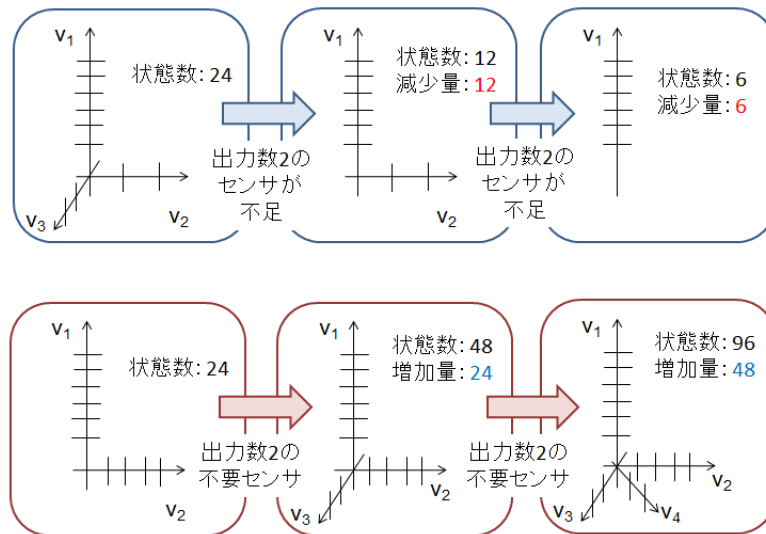 v1
状態数: 24
v3
v2
出力数2の
センサが
不足
v1
状態数: 12
減少量: 12
v2
出力数2の
センサが
不足
v1
状態数: 6
減少量: 6
v1
状態数: 24
v2
出力数2の
不要センサ
v1
状態数: 48
増加量: 24
v3
v2
出力数2の
不要センサ
v1
状態数: 96
増加量: 48
v3
v4
v2